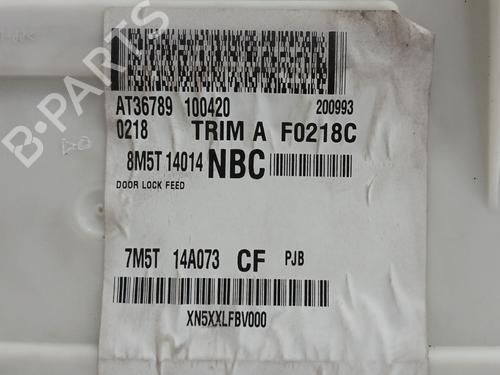 AT36789 100420 200993
0218 TRIM A F0218C
8M5T 14014 NBC
DOOR LOCK FEED
7M5T 14A073 CF PJB
XN5XXLFBV000
B-PARTS